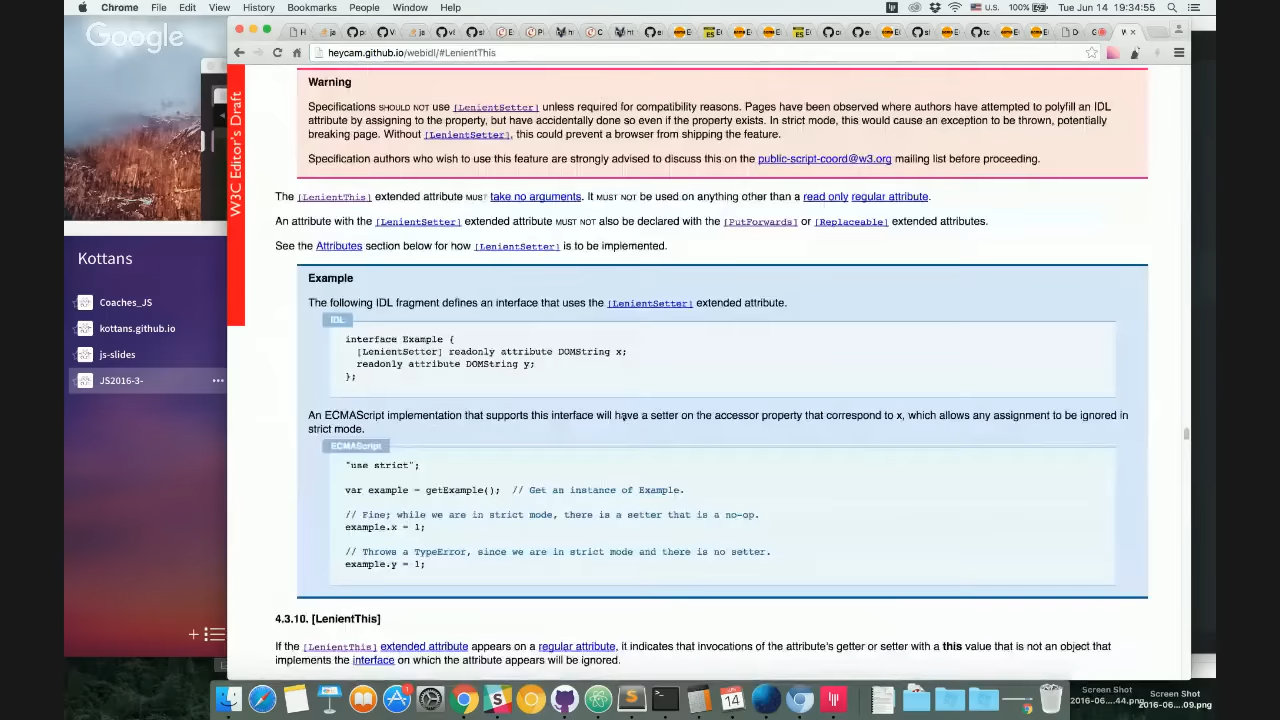 Chrome File Edit View History Bookmarks People Window Help
U.S. 100% Tue Jun 14 19:34:55
Google
heycam.github.io/webidl/#LenientThis
W3C Editor's Draft
Warning
Specifications SHOULD NOT use [LenientSetter] unless required for compatibility reasons. Pages have been observed where authors have attempted to polyfill an IDL
attribute by assigning to the property, but have accidentally done so even if the property exists. In strict mode, this would cause an exception to be thrown, potentially
breaking page. Without [LenientSetter], this could prevent a browser from shipping the feature.
Specification authors who wish to use this feature are strongly advised to discuss this on the public-script-coord@w3.org mailing list before proceeding.
The [LenientThis] extended attribute MUST take no arguments. It MUST NOT be used on anything other than a read only regular attribute.
An attribute with the [LenientSetter] extended attribute MUST NOT also be declared with the [PutForwards] or [Replaceable] extended attributes.
See the Attributes section below for how [LenientSetter] is to be implemented.
Kottans
Coaches_JS
kottans.github.io
js-slides
JS2016-3-
Example
The following IDL fragment defines an interface that uses the [LenientSetter] extended attribute.
IDL
interface Example {
[LenientSetter] readonly attribute DOMString x;
readonly attribute DOMString y;
};
An ECMAScript implementation that supports this interface will have a setter on the accessor property that correspond to x, which allows any assignment to be ignored in
strict mode.
ECMAScript
"use strict";
var example = getExample(); // Get an instance of Example.
// Fine; while we are in strict mode, there is a setter that is a no-op.
example.x = 1;
// Throws a TypeError, since we are in strict mode and there is no setter.
example.y = 1;
4.3.10. [LenientThis]
If the [LenientThis] extended attribute appears on a regular attribute, it indicates that invocations of the attribute's getter or setter with a this value that is not an object that
implements the interface on which the attribute appears will be ignored.
14
Screen Shot
2016-06....44.png
Screen Shot
2016-06....09.png